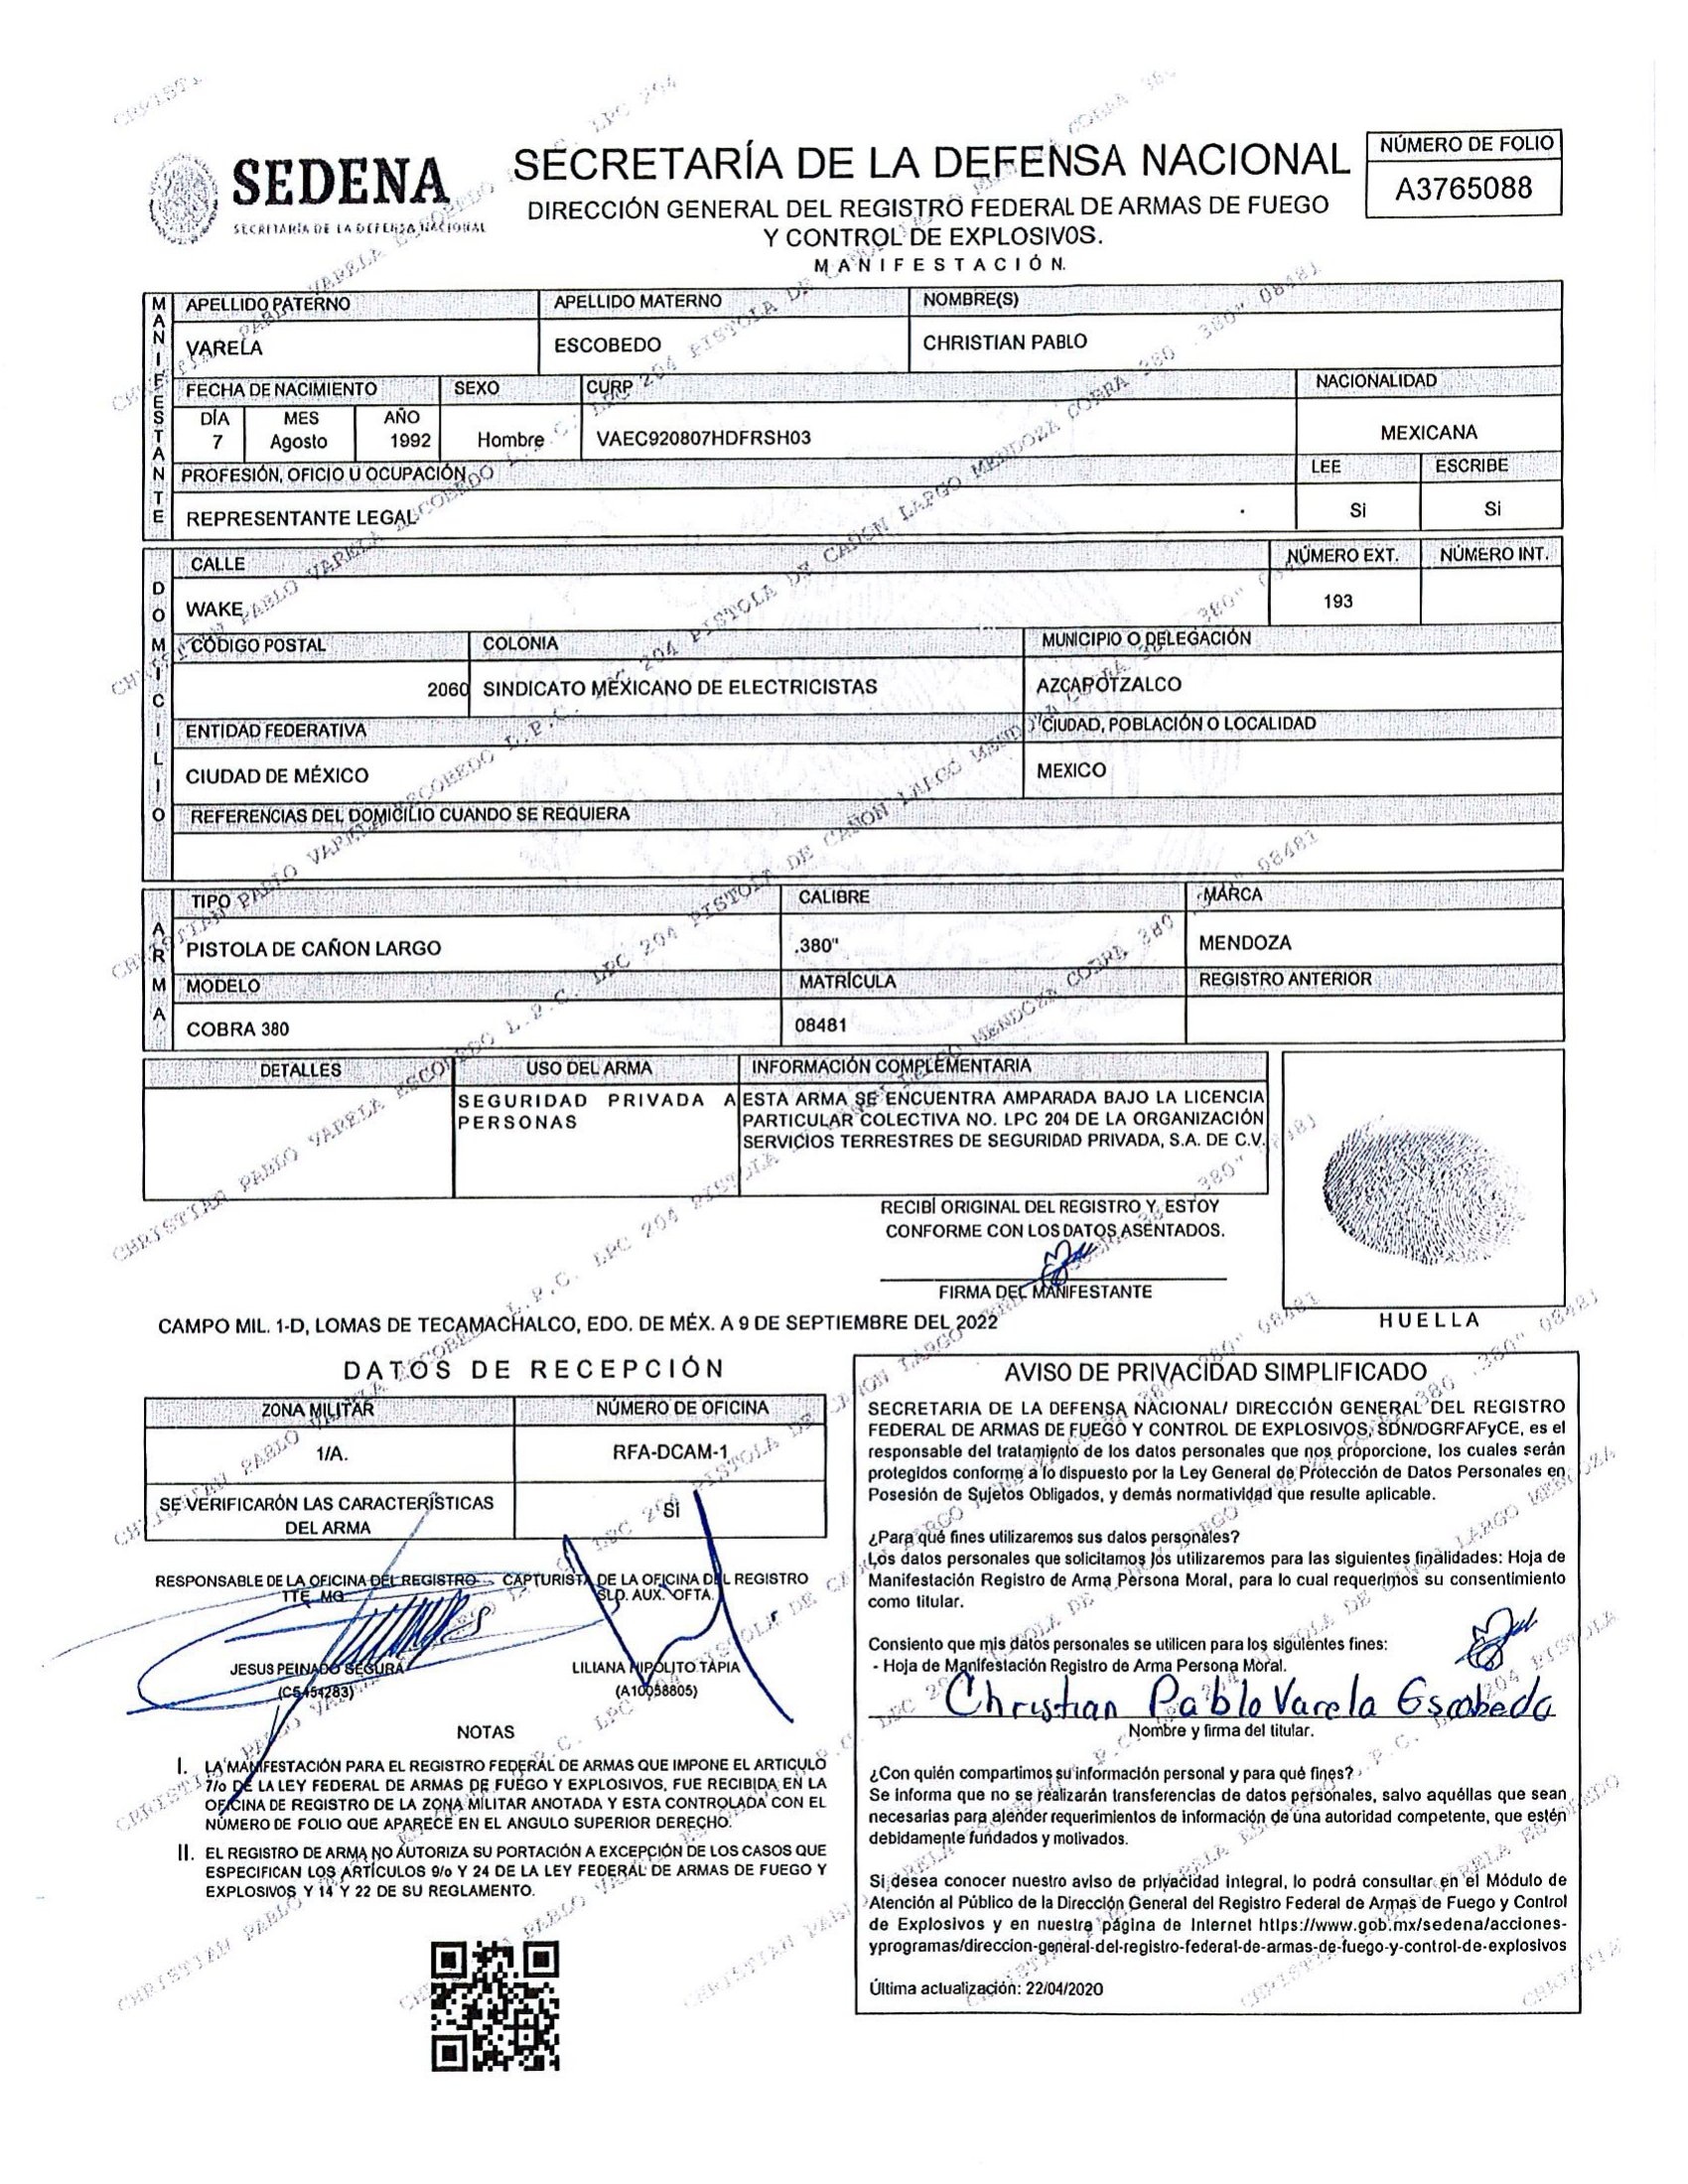 SEDENA
SECRETARÍA DE LA DEFENSA NACIONAL
SECRETARÍA DE LA DEFENSA NACIONAL
DIRECCIÓN GENERAL DEL REGISTRO FEDERAL DE ARMAS DE FUEGO
Y CONTROL DE EXPLOSIVOS.
MANIFESTACIÓN.
NÚMERO DE FOLIO
A3765088
MANIFESTANTE
APELLIDO PATERNO APELLIDO MATERNO NOMBRE(S)
VARELA ESCOBEDO CHRISTIAN PABLO
FECHA DE NACIMIENTO SEXO CURP NACIONALIDAD
DÍA MES AÑO
7 Agosto 1992 Hombre VAEC920807HDFRSH03 MEXICANA
PROFESIÓN, OFICIO U OCUPACIÓN LEE ESCRIBE
REPRESENTANTE LEGAL Si Si
DOMICILIO
CALLE NÚMERO EXT. NÚMERO INT.
WAKE 193
CÓDIGO POSTAL COLONIA MUNICIPIO O DELEGACIÓN
2060 SINDICATO MEXICANO DE ELECTRICISTAS AZCAPOTZALCO
ENTIDAD FEDERATIVA CIUDAD, POBLACIÓN O LOCALIDAD
CIUDAD DE MÉXICO MEXICO
REFERENCIAS DEL DOMICILIO CUANDO SE REQUIERA
ARMA
TIPO CALIBRE MARCA
PISTOLA DE CAÑON LARGO .380" MENDOZA
MODELO MATRÍCULA REGISTRO ANTERIOR
COBRA 380 08481
DETALLES USO DEL ARMA INFORMACIÓN COMPLEMENTARIA
SEGURIDAD PRIVADA A
PERSONAS
ESTA ARMA SE ENCUENTRA AMPARADA BAJO LA LICENCIA
PARTICULAR COLECTIVA NO. LPC 204 DE LA ORGANIZACIÓN
SERVICIOS TERRESTRES DE SEGURIDAD PRIVADA, S.A. DE C.V.
RECIBÍ ORIGINAL DEL REGISTRO Y ESTOY
CONFORME CON LOS DATOS ASENTADOS.
FIRMA DEL MANIFESTANTE
HUELLA
CAMPO MIL. 1-D, LOMAS DE TECAMACHALCO, EDO. DE MÉX. A 9 DE SEPTIEMBRE DEL 2022
DATOS DE RECEPCIÓN
ZONA MILITAR NÚMERO DE OFICINA
1/A. RFA-DCAM-1
SE VERIFICARÓN LAS CARACTERÍSTICAS
DEL ARMA
SI
RESPONSABLE DE LA OFICINA DEL REGISTRO
TTE. MG.
JESUS PEINADO SEGURA
(C5454283)
CAPTURISTA DE LA OFICINA DEL REGISTRO
SLD. AUX. OFTA.
LILIANA HIPOLITO TAPIA
(A10058805)
NOTAS
I. LA MANIFESTACIÓN PARA EL REGISTRO FEDERAL DE ARMAS QUE IMPONE EL ARTICULO
7/o DE LA LEY FEDERAL DE ARMAS DE FUEGO Y EXPLOSIVOS, FUE RECIBIDA EN LA
OFICINA DE REGISTRO DE LA ZONA MILITAR ANOTADA Y ESTA CONTROLADA CON EL
NÚMERO DE FOLIO QUE APARECE EN EL ANGULO SUPERIOR DERECHO.
II. EL REGISTRO DE ARMA NO AUTORIZA SU PORTACIÓN A EXCEPCIÓN DE LOS CASOS QUE
ESPECIFICAN LOS ARTÍCULOS 9/o Y 24 DE LA LEY FEDERAL DE ARMAS DE FUEGO Y
EXPLOSIVOS Y 14 Y 22 DE SU REGLAMENTO.
AVISO DE PRIVACIDAD SIMPLIFICADO
SECRETARIA DE LA DEFENSA NACIONAL/ DIRECCIÓN GENERAL DEL REGISTRO
FEDERAL DE ARMAS DE FUEGO Y CONTROL DE EXPLOSIVOS, SDN/DGRFAFyCE, es el
responsable del tratamiento de los datos personales que nos proporcione, los cuales serán
protegidos conforme a lo dispuesto por la Ley General de Protección de Datos Personales en
Posesión de Sujetos Obligados, y demás normatividad que resulte aplicable.
¿Para qué fines utilizaremos sus datos personales?
Los datos personales que solicitamos los utilizaremos para las siguientes finalidades: Hoja de
Manifestación Registro de Arma Persona Moral, para lo cual requerimos su consentimiento
como titular.
Consiento que mis datos personales se utilicen para los siguientes fines:
- Hoja de Manifestación Registro de Arma Persona Moral.
Christian Pablo Varela Escobedo
Nombre y firma del titular.
¿Con quién compartimos su información personal y para qué fines?
Se informa que no se realizarán transferencias de datos personales, salvo aquéllas que sean
necesarias para atender requerimientos de información de una autoridad competente, que estén
debidamente fundados y motivados.
Si desea conocer nuestro aviso de privacidad integral, lo podrá consultar en el Módulo de
Atención al Público de la Dirección General del Registro Federal de Armas de Fuego y Control
de Explosivos y en nuestra página de Internet https://www.gob.mx/sedena/acciones-
yprogramas/direccion-general-del-registro-federal-de-armas-de-fuego-y-control-de-explosivos
Última actualización: 22/04/2020